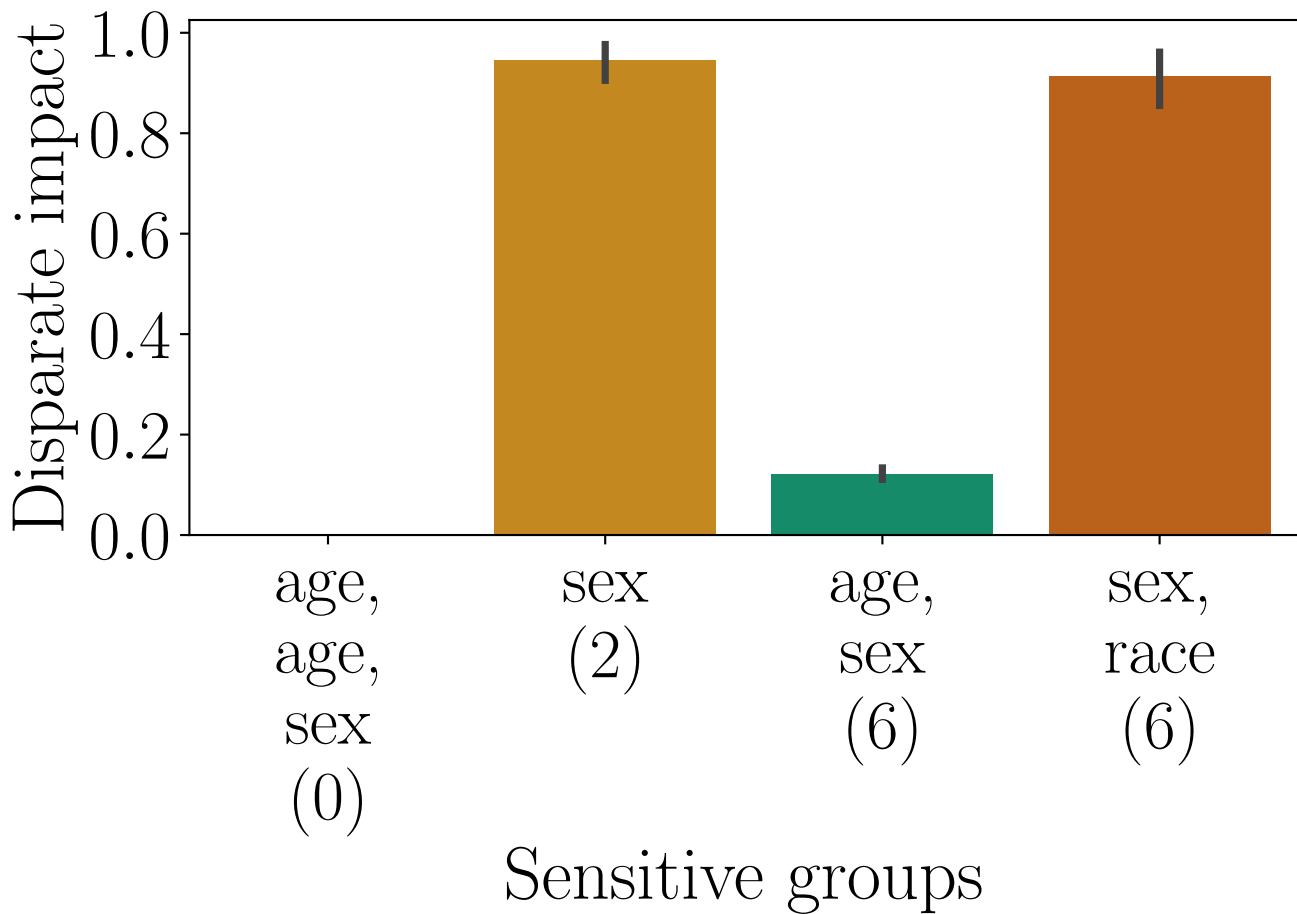 Disparate impact
1.0
0.8
0.6
0.4
0.2
0.0
age,
age,
sex
(0)
sex
(2)
age,
sex
(6)
sex,
race
(6)
Sensitive groups